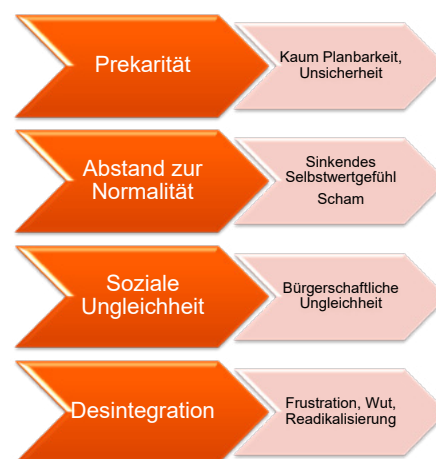 Prekarität
Kaum Planbarkeit,
Unsicherheit
Abstand zur
Normalität
Sinkendes
Selbstwertgefühl
Scham
Soziale
Ungleichheit
Bürgerschaftliche
Ungleichheit
Desintegration
Frustration, Wut,
Readikalisierung